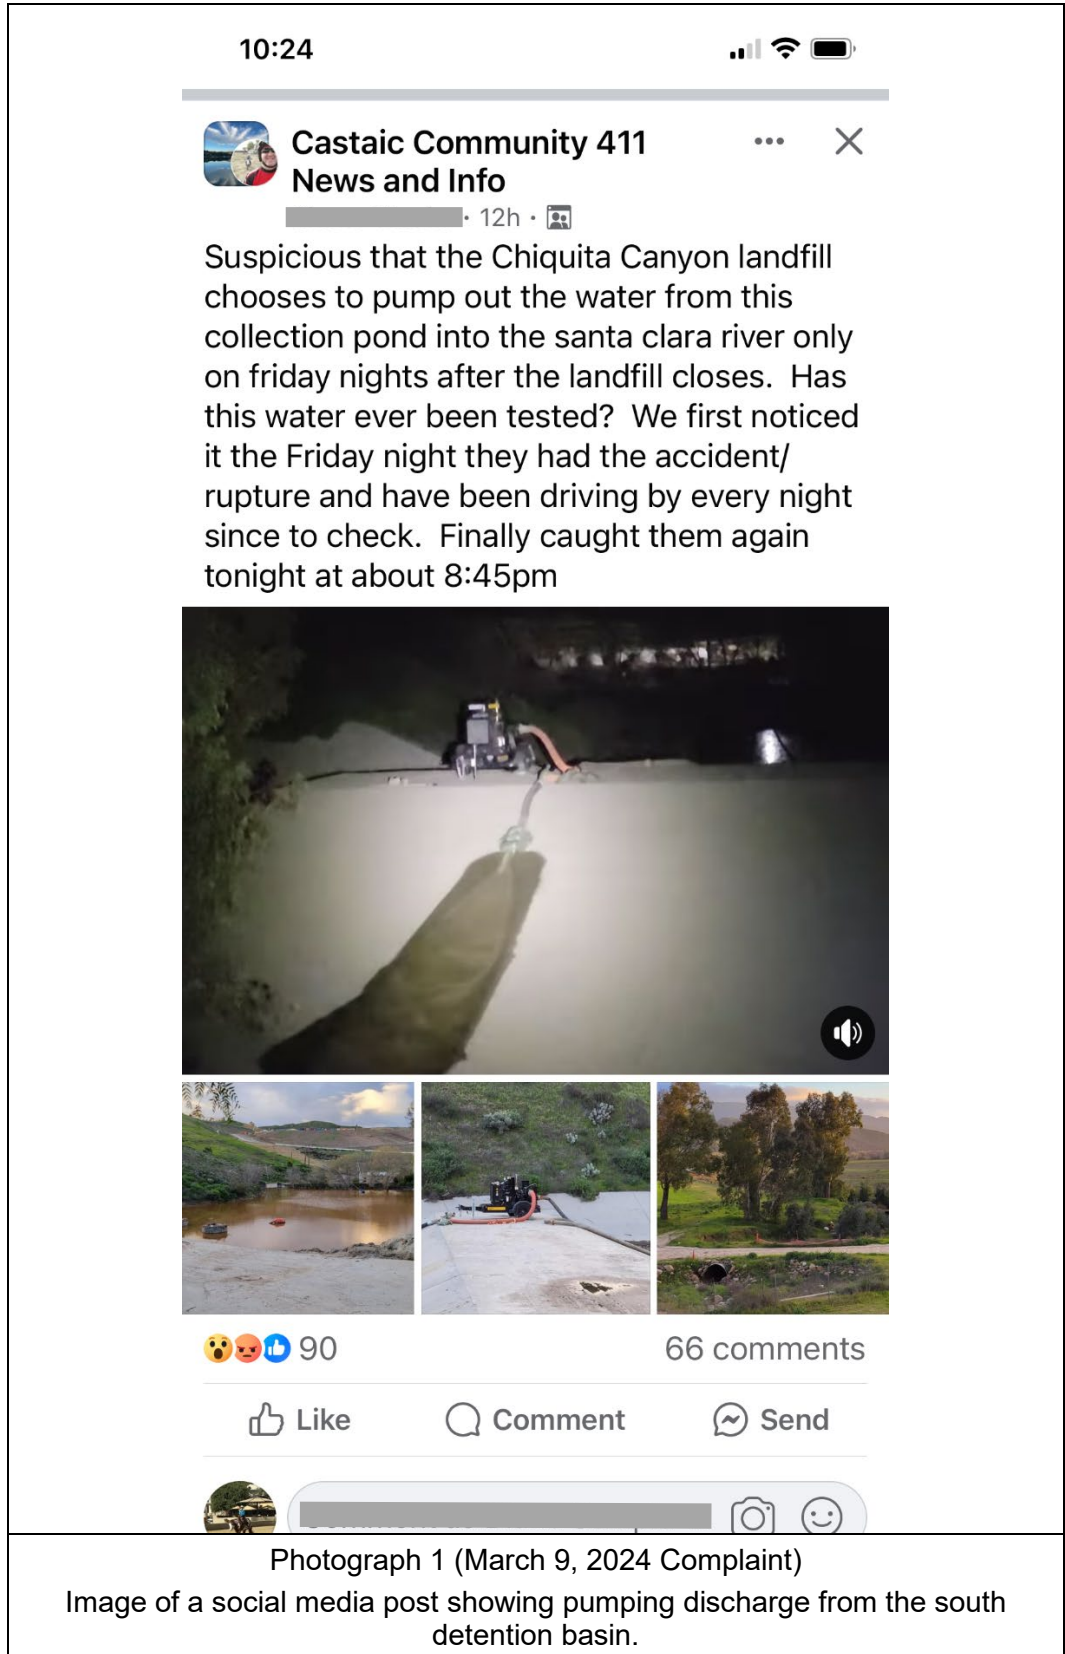 10:24
Castaic Community 411
News and Info
· 12h ·
Suspicious that the Chiquita Canyon landfill
chooses to pump out the water from this
collection pond into the santa clara river only
on friday nights after the landfill closes.  Has
this water ever been tested?  We first noticed
it the Friday night they had the accident/
rupture and have been driving by every night
since to check.  Finally caught them again
tonight at about 8:45pm
90
66 comments
Like
Comment
Send
Photograph 1 (March 9, 2024 Complaint)
Image of a social media post showing pumping discharge from the south
detention basin.